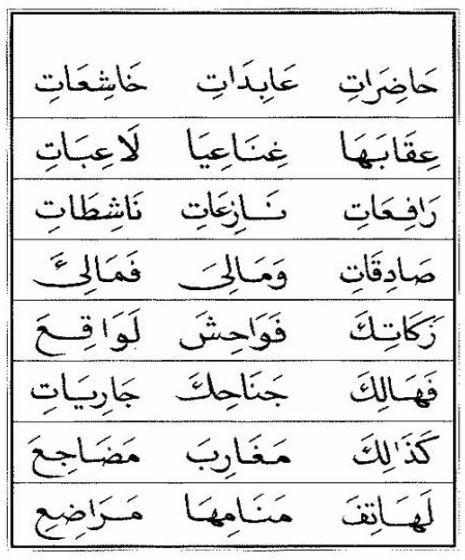 حَاضِرَاتِ عَابِدَاتِ خَاشِعَاتِ
عِقَابَهَا غِنَاعِيَا لَاعِبَاتِ
رَافِعَاتِ نَازِعَاتِ نَاشِطَاتِ
صَادِقَاتِ وَمَالِىَ فَمَالِىَٔ
زَكَاتِكَ فَوَاحِشَ لَوَاقِعَ
فَهَالِكَ جَنَاحِكَ جَارِيَاتِ
كَذَالِكَ مَغَارِبَ مَضَاجِعَ
لَهَاتِفَ مَنَامِهَا مَرَاضِعِ